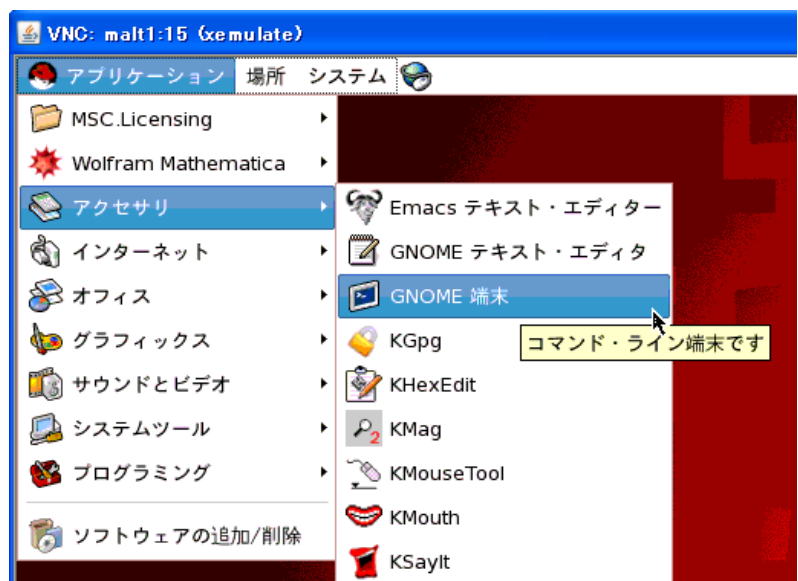 VNC: malt1:15 (xemulate)
アプリケーション 場所 システム
MSC.Licensing
Wolfram Mathematica
アクセサリ
インターネット
オフィス
グラフィックス
サウンドとビデオ
システムツール
プログラミング
ソフトウェアの追加/削除
Emacs テキスト・エディター
GNOME テキスト・エディタ
GNOME 端末
コマンド・ライン端末です
KGpg
KHexEdit
2
KMag
KMouseTool
KMouth
KSayIt